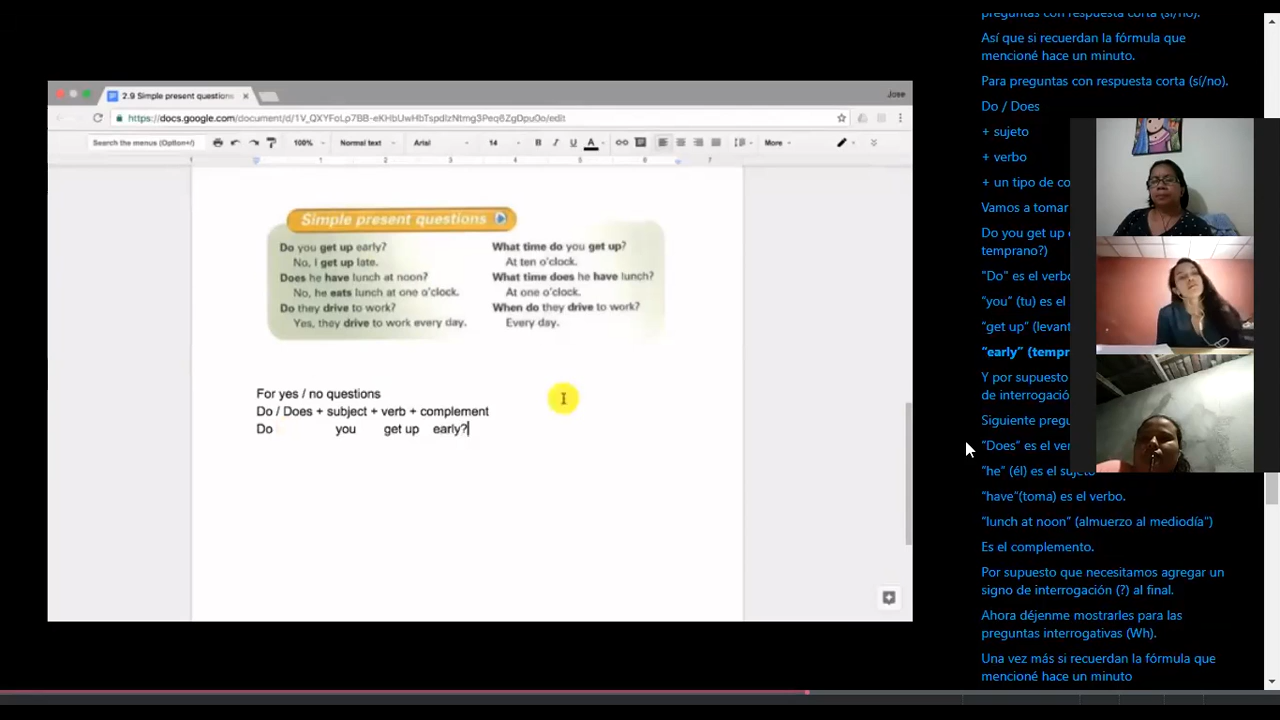 2.9 Simple present questions
Jose
https://docs.google.com/document/d/1V_QXYFoLp7BB-eKHbUwHbTspdlzNtmg3Peq6ZgDpu0o/edit
Search the menus (Option+/)
100%
Normal text
Arial
14
B I U A
More
1 1 2 3 4 5 6 7
Simple present questions
Do you get up early?
No, I get up late.
Does he have lunch at noon?
No, he eats lunch at one o'clock.
Do they drive to work?
Yes, they drive to work every day.
What time do you get up?
At ten o'clock.
What time does he have lunch?
At one o'clock.
When do they drive to work?
Every day.
For yes / no questions
Do / Does + subject + verb + complement
Do you get up early?
preguntas con respuesta corta (sí/no).
Así que si recuerdan la fórmula que
mencioné hace un minuto.
Para preguntas con respuesta corta (sí/no).
Do / Does
+ sujeto
+ verbo
+ un tipo de co
Vamos a tomar
Do you get up
temprano?)
"Do" es el verb
"you" (tu) es el
"get up" (levant
"early" (tempr
Y por supuesto
de interrogació
Siguiente pregu
"Does" es el ver
"he" (él) es el sujeto
"have"(toma) es el verbo.
"lunch at noon" (almuerzo al mediodía")
Es el complemento.
Por supuesto que necesitamos agregar un
signo de interrogación (?) al final.
Ahora déjenme mostrarles para las
preguntas interrogativas (Wh).
Una vez más si recuerdan la fórmula que
mencioné hace un minuto